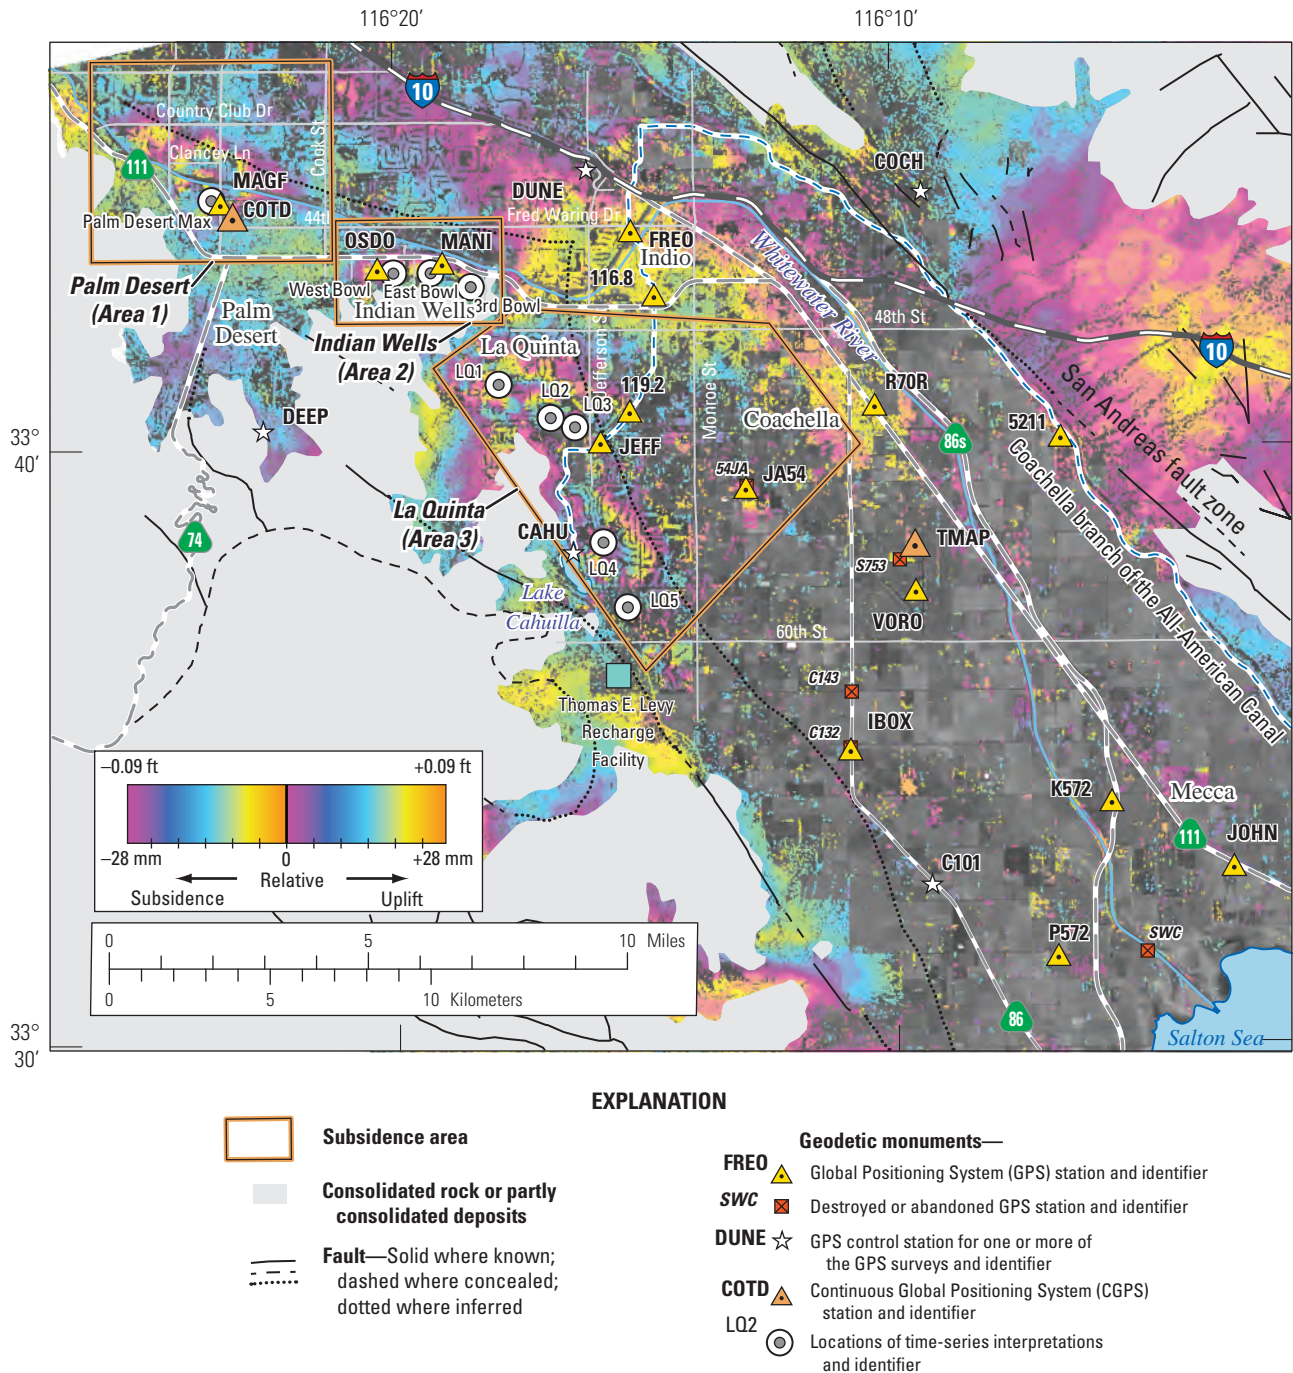 116°20′
116°10′
10
Country Club Dr
Cook St
Clancey Ln
111
MAGF
COTD
Palm Desert Max
44th
DUNE
COCH
Fred Waring Dr
FREO
Indio
OSDO
MANI
116.8
Whitewater River
West Bowl
East Bowl
3rd Bowl
Indian Wells
Palm Desert
(Area 1)
Palm
Desert
Indian Wells
(Area 2)
La Quinta
Jefferson St
Monroe St
48th St
10
LQ1
LQ2
LQ3
119.2
R70R
Coachella
San Andreas fault zone
DEEP
JEFF
5211
86s
33°
40′
54JA
JA54
La Quinta
(Area 3)
CAHU
Coachella branch of the All-American Canal
74
TMAP
S753
LQ4
LQ5
Lake
Cahuilla
VORO
60th St
C143
Thomas E. Levy
Recharge
Facility
C132
IBOX
–0.09 ft
+0.09 ft
–28 mm
0
+28 mm
Relative
Subsidence
Uplift
K572
Mecca
111
JOHN
C101
0
5
10 Miles
0
5
10 Kilometers
P572
SWC
86
Salton Sea
33°
30′
EXPLANATION
Subsidence area
Consolidated rock or partly
consolidated deposits
Fault—Solid where known;
dashed where concealed;
dotted where inferred
Geodetic monuments—
FREO
Global Positioning System (GPS) station and identifier
SWC
Destroyed or abandoned GPS station and identifier
DUNE
GPS control station for one or more of
the GPS surveys and identifier
COTD
Continuous Global Positioning System (CGPS)
station and identifier
LQ2
Locations of time-series interpretations
and identifier